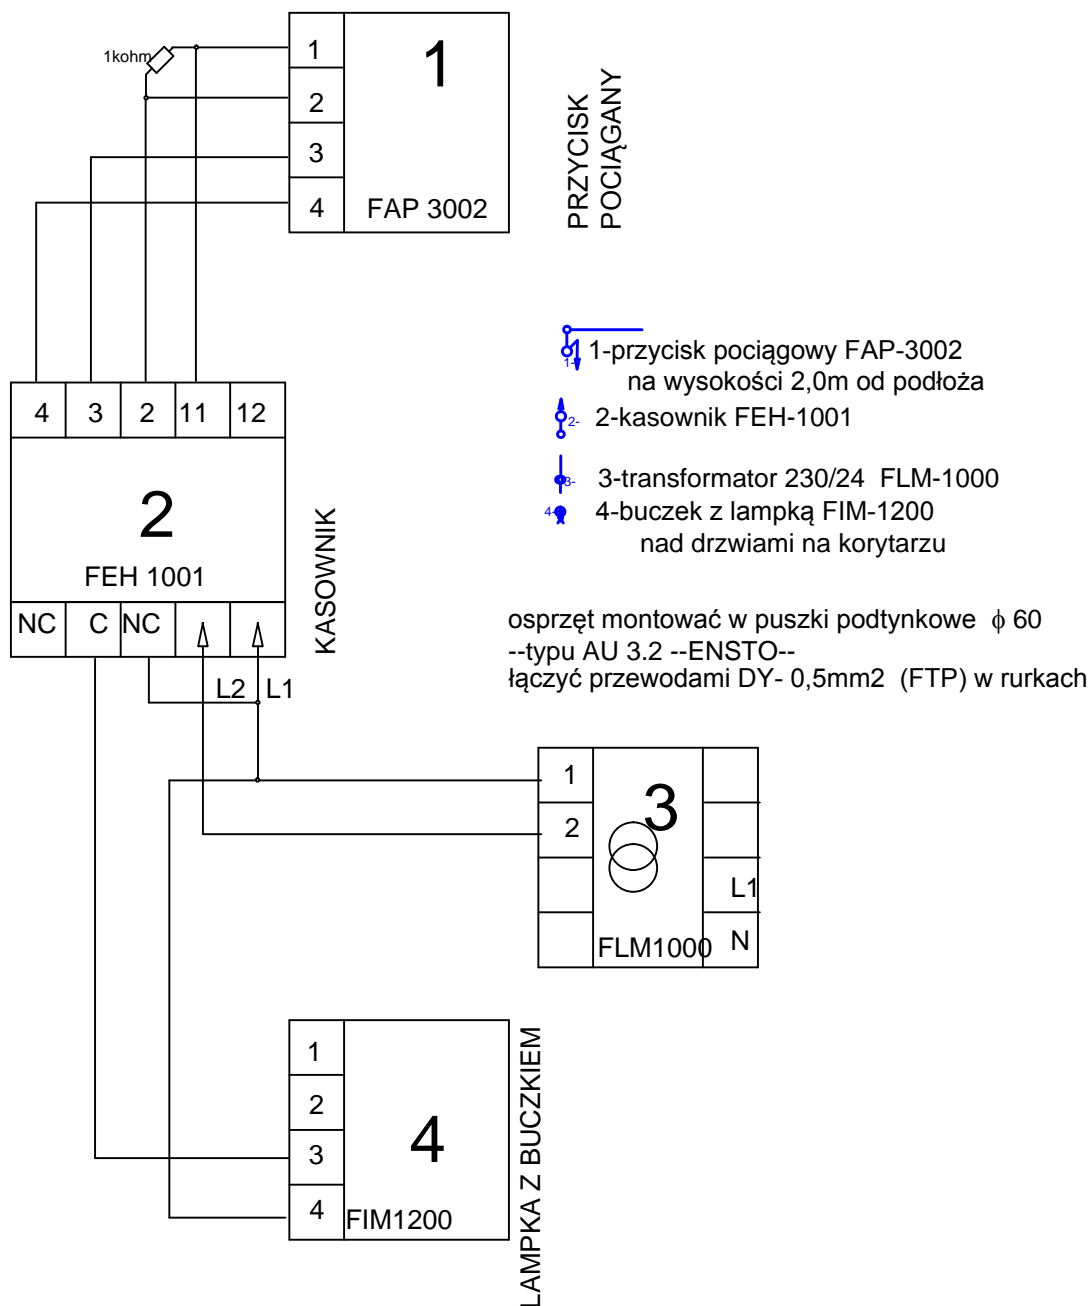 1kohm
1
2
3
4
1
FAP 3002
PRZYCISK
POCIĄGANY
1-
1-przycisk pociągowy FAP-3002
na wysokości 2,0m od podłoża
2-
2-kasownik FEH-1001
3-
3-transformator 230/24 FLM-1000
4-
4-buczek z lampką FIM-1200
nad drzwiami na korytarzu
4 3 2 11 12
2
FEH 1001
NC C NC
KASOWNIK
L2 L1
osprzęt montować w puszki podtynkowe ϕ 60
--typu AU 3.2 --ENSTO--
łączyć przewodami DY- 0,5mm2 (FTP) w rurkach
1
2
3
L1
N
FLM1000
1
2
3
4
4
FIM1200
LAMPKA Z BUCZKIEM